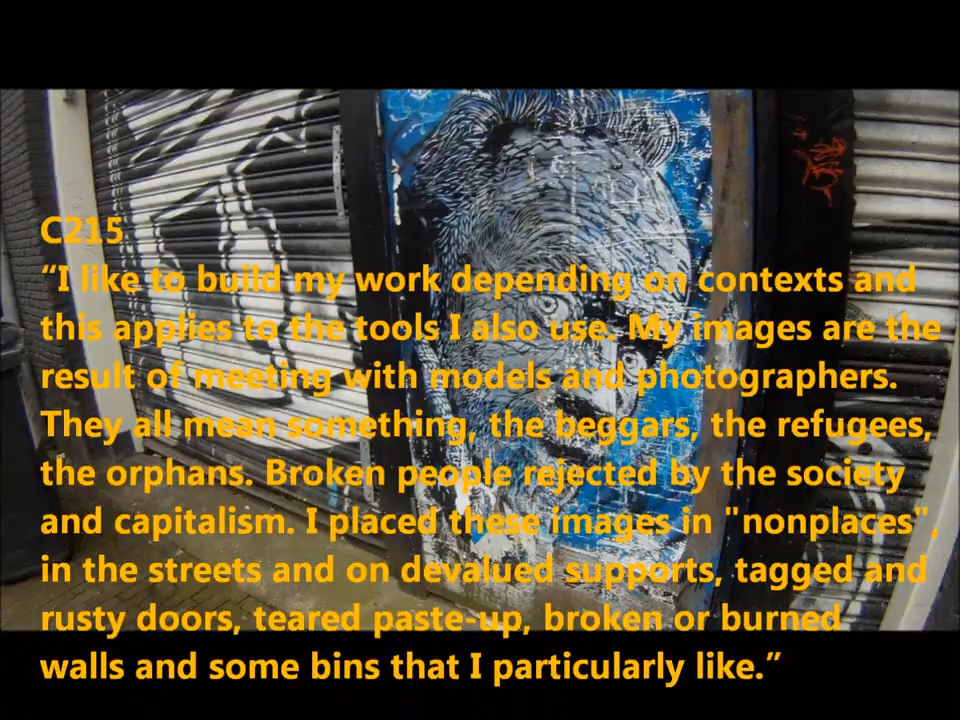 C215
“I like to build my work depending on contexts and
this applies to the tools I also use. My images are the
result of meeting with models and photographers.
They all mean something, the beggars, the refugees,
the orphans. Broken people rejected by the society
and capitalism. I placed these images in "nonplaces",
in the streets and on devalued supports, tagged and
rusty doors, teared paste-up, broken or burned
walls and some bins that I particularly like.”